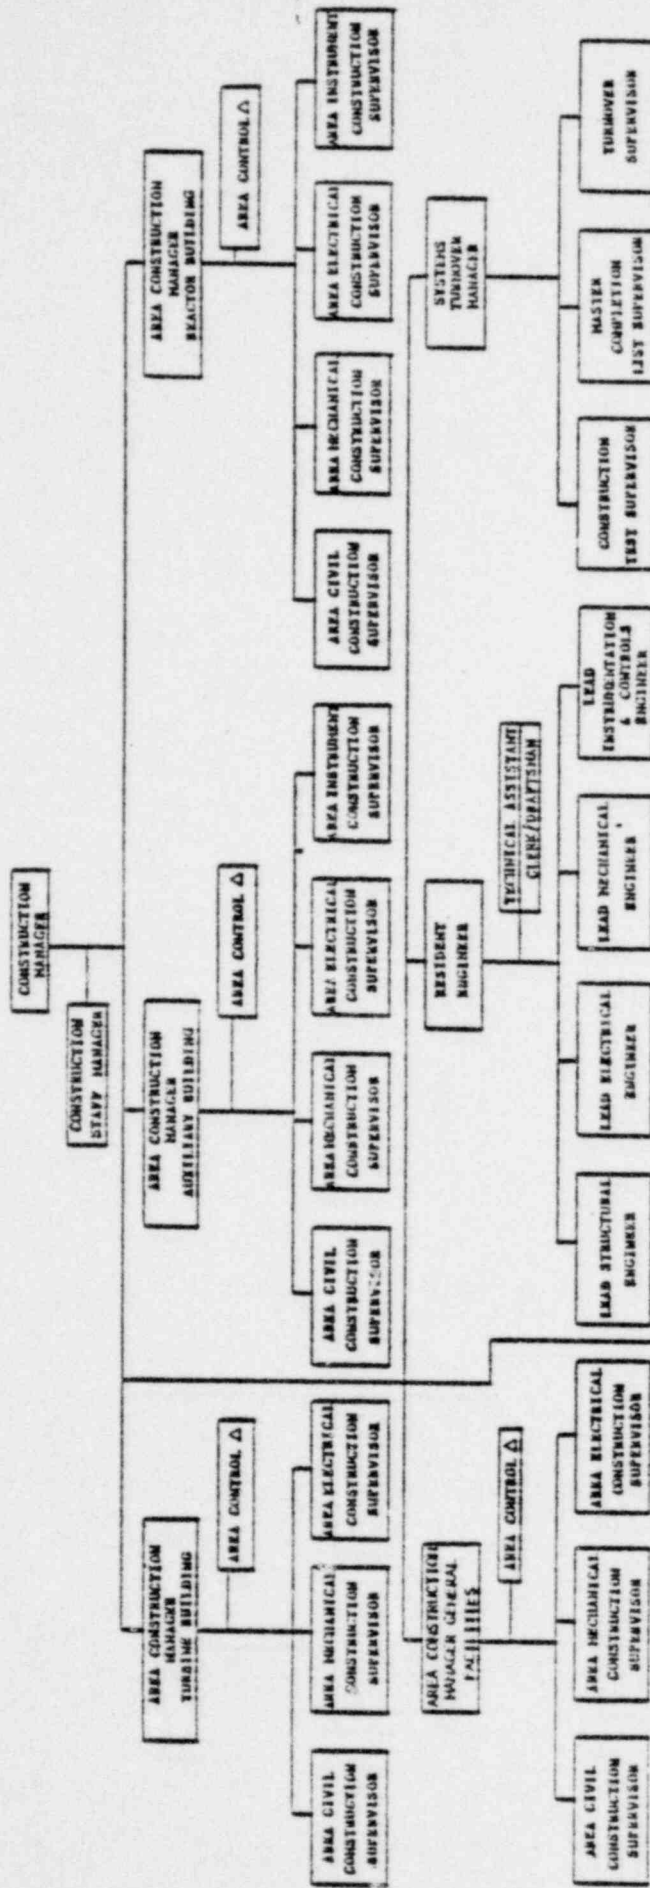 CONSTRUCTION
MANAGER
CONSTRUCTION
STAFF MANAGER
AREA CONSTRUCTION
MANAGER
TURBINE BUILDING
AREA CONSTRUCTION
MANAGER
AUXILIARY BUILDING
AREA CONSTRUCTION
MANAGER
REACTOR BUILDING
AREA CONTROL △
AREA CONTROL △
AREA CONTROL △
AREA CIVIL
CONSTRUCTION
SUPERVISOR
AREA MECHANICAL
CONSTRUCTION
SUPERVISOR
AREA ELECTRICAL
CONSTRUCTION
SUPERVISOR
AREA CIVIL
CONSTRUCTION
SUPERVISOR
AREA MECHANICAL
CONSTRUCTION
SUPERVISOR
AREA ELECTRICAL
CONSTRUCTION
SUPERVISOR
AREA INSTRUMENT
CONSTRUCTION
SUPERVISOR
AREA CIVIL
CONSTRUCTION
SUPERVISOR
AREA MECHANICAL
CONSTRUCTION
SUPERVISOR
AREA ELECTRICAL
CONSTRUCTION
SUPERVISOR
AREA INSTRUMENT
CONSTRUCTION
SUPERVISOR
AREA CONSTRUCTION
MANAGER GENERAL
FACILITIES
RESIDENT
ENGINEER
SYSTEMS
TURNOVER
MANAGER
AREA CONTROL △
TECHNICAL ASSISTANT
CLERK/DRAFTSMAN
AREA CIVIL
CONSTRUCTION
SUPERVISOR
AREA MECHANICAL
CONSTRUCTION
SUPERVISOR
AREA ELECTRICAL
CONSTRUCTION
SUPERVISOR
LEAD STRUCTURAL
ENGINEER
LEAD ELECTRICAL
ENGINEER
LEAD MECHANICAL
ENGINEER
LEAD
INSTRUMENTATION
& CONTROLS
ENGINEER
CONSTRUCTION
TEST SUPERVISOR
MASTER
COMPLETION
LIST SUPERVISOR
TURNOVER
SUPERVISOR